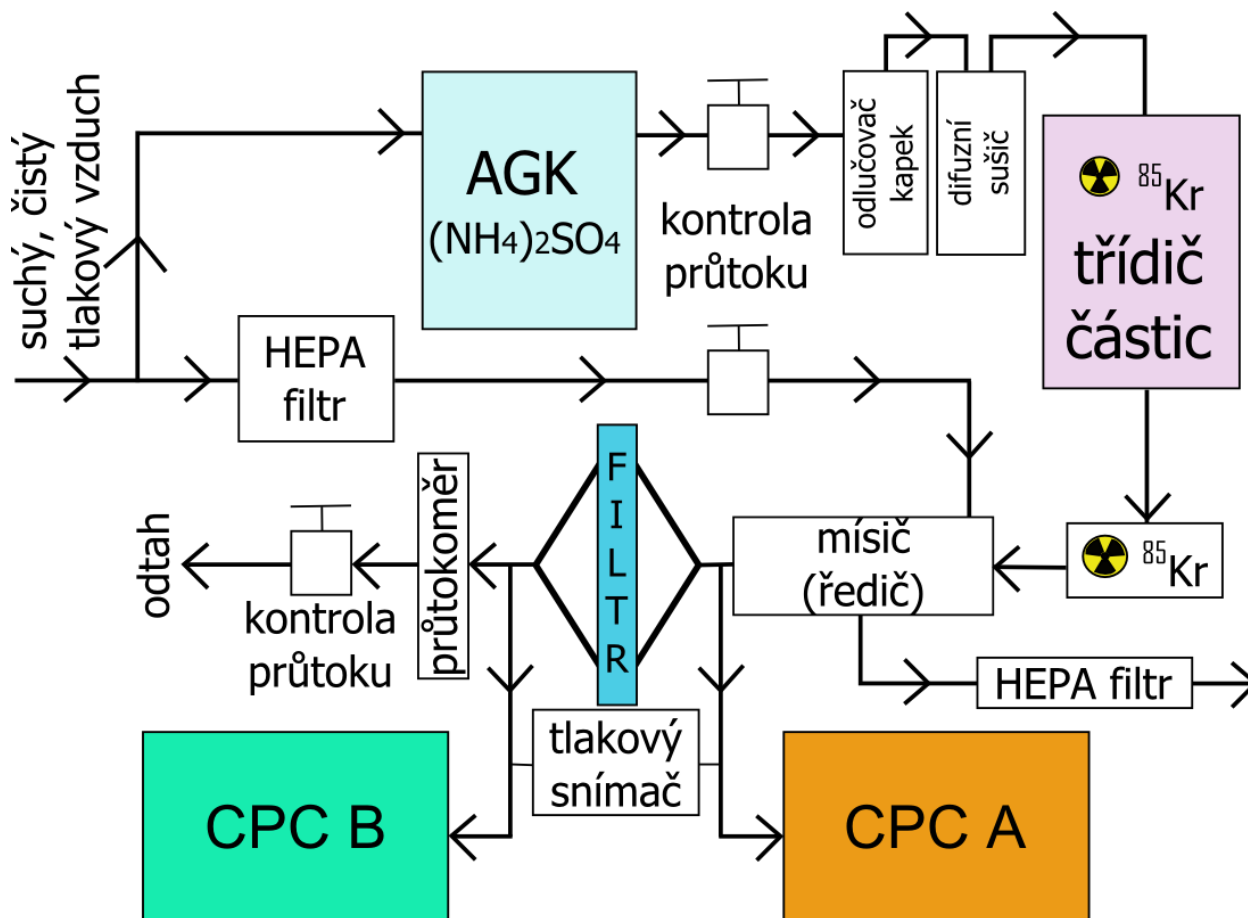 suchý, čistý
tlakový vzduch
AGK
(NH₄)₂SO₄
kontrola
průtoku
odlučovač
kapek
difuzní
sušič
⁸⁵Kr
třídič
částic
HEPA
filtr
FILTR
průtokoměr
odtah
kontrola
průtoku
mísič
(ředič)
⁸⁵Kr
HEPA filtr
tlakový
snímač
CPC B
CPC A